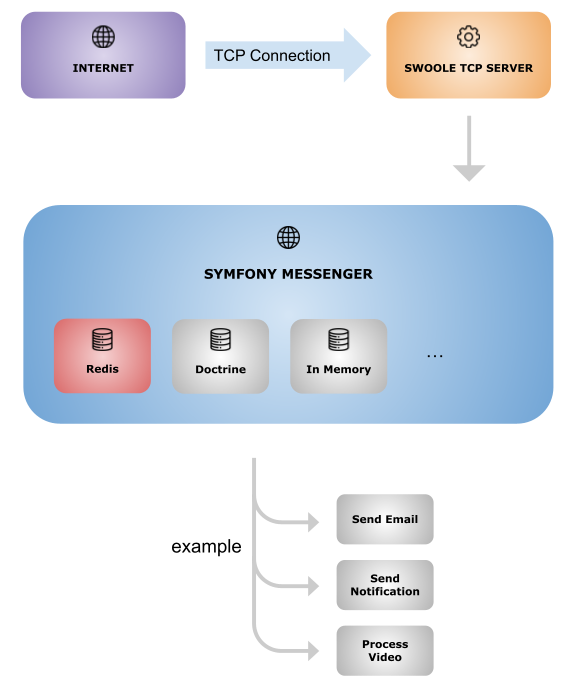 INTERNET
TCP Connection
SWOOLE TCP SERVER
SYMFONY MESSENGER
Redis
Doctrine
In Memory
...
example
Send Email
Send
Notification
Process
Video